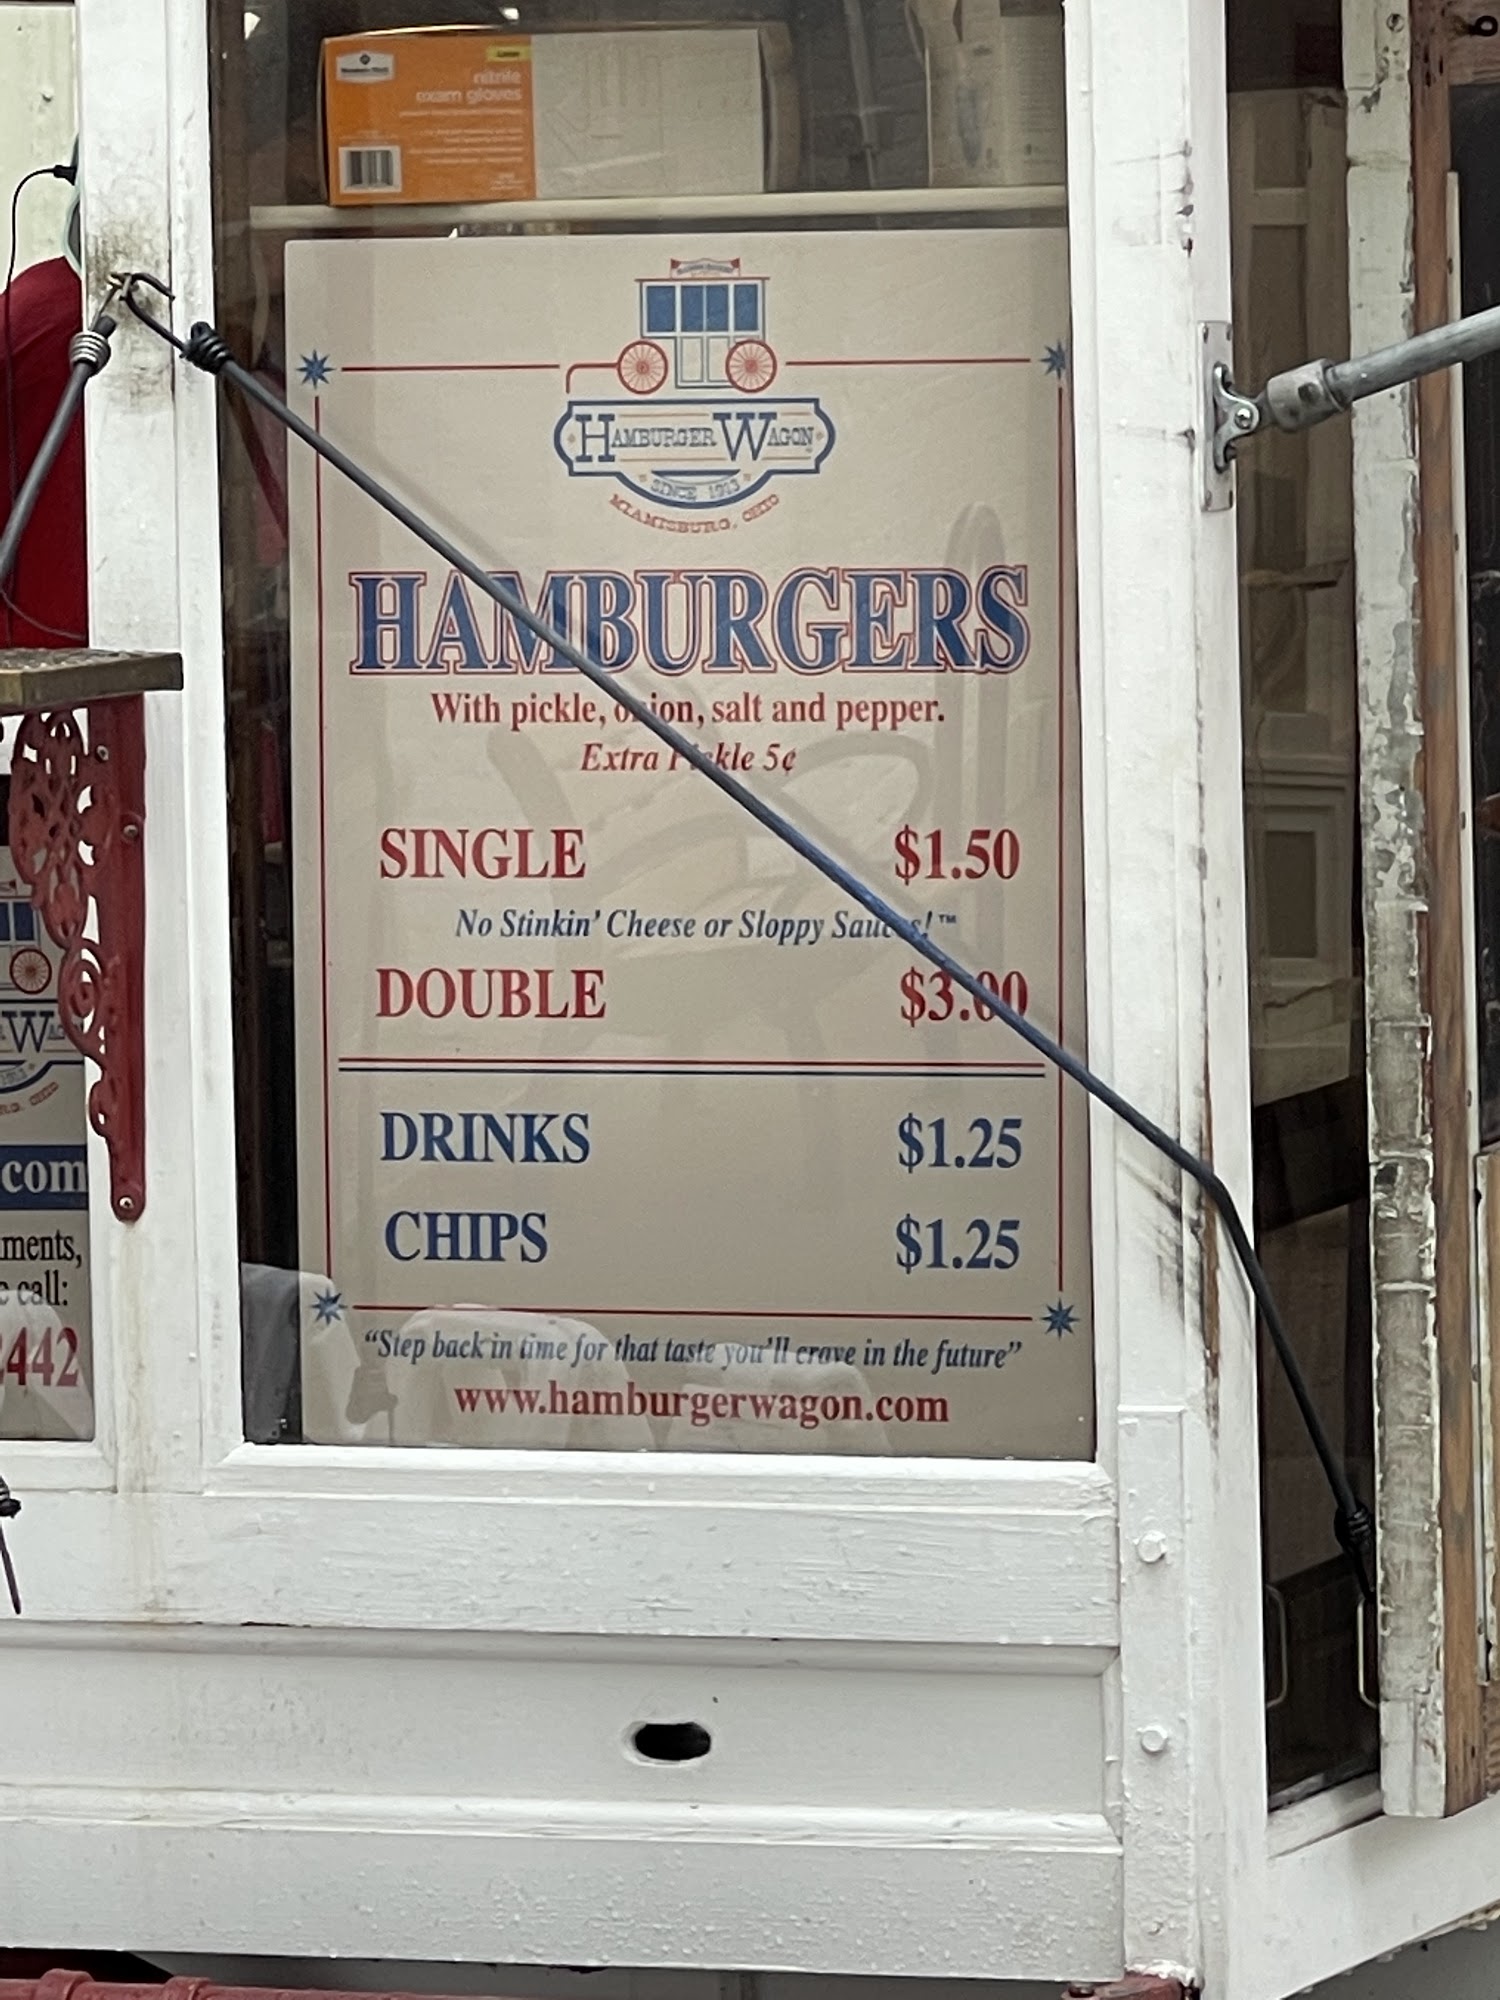 nitrile
exam gloves
HAMBURGER WAGON
SINCE 1913
MIAMISBURG, OHIO
HAMBURGERS
With pickle, onion, salt and pepper.
Extra Pickle 5¢
SINGLE $1.50
No Stinkin' Cheese or Sloppy Sauces!™
DOUBLE $3.00
DRINKS $1.25
CHIPS $1.25
"Step back in time for that taste you'll crave in the future"
www.hamburgerwagon.com
com
ments,
call:
2442